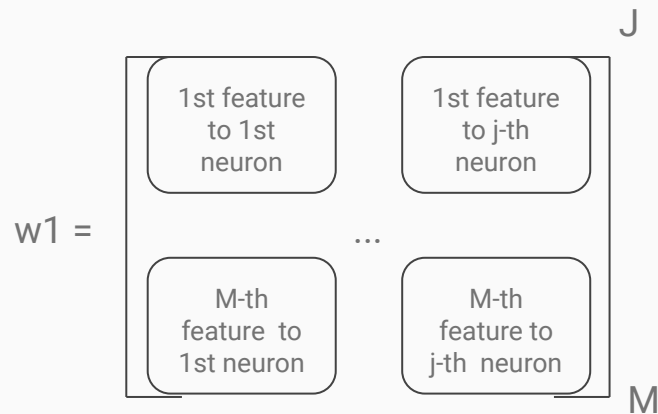 J
1st feature
to 1st
neuron
1st feature
to j-th
neuron
w1 =
...
M-th
feature to
1st neuron
M-th
feature to
j-th neuron
M